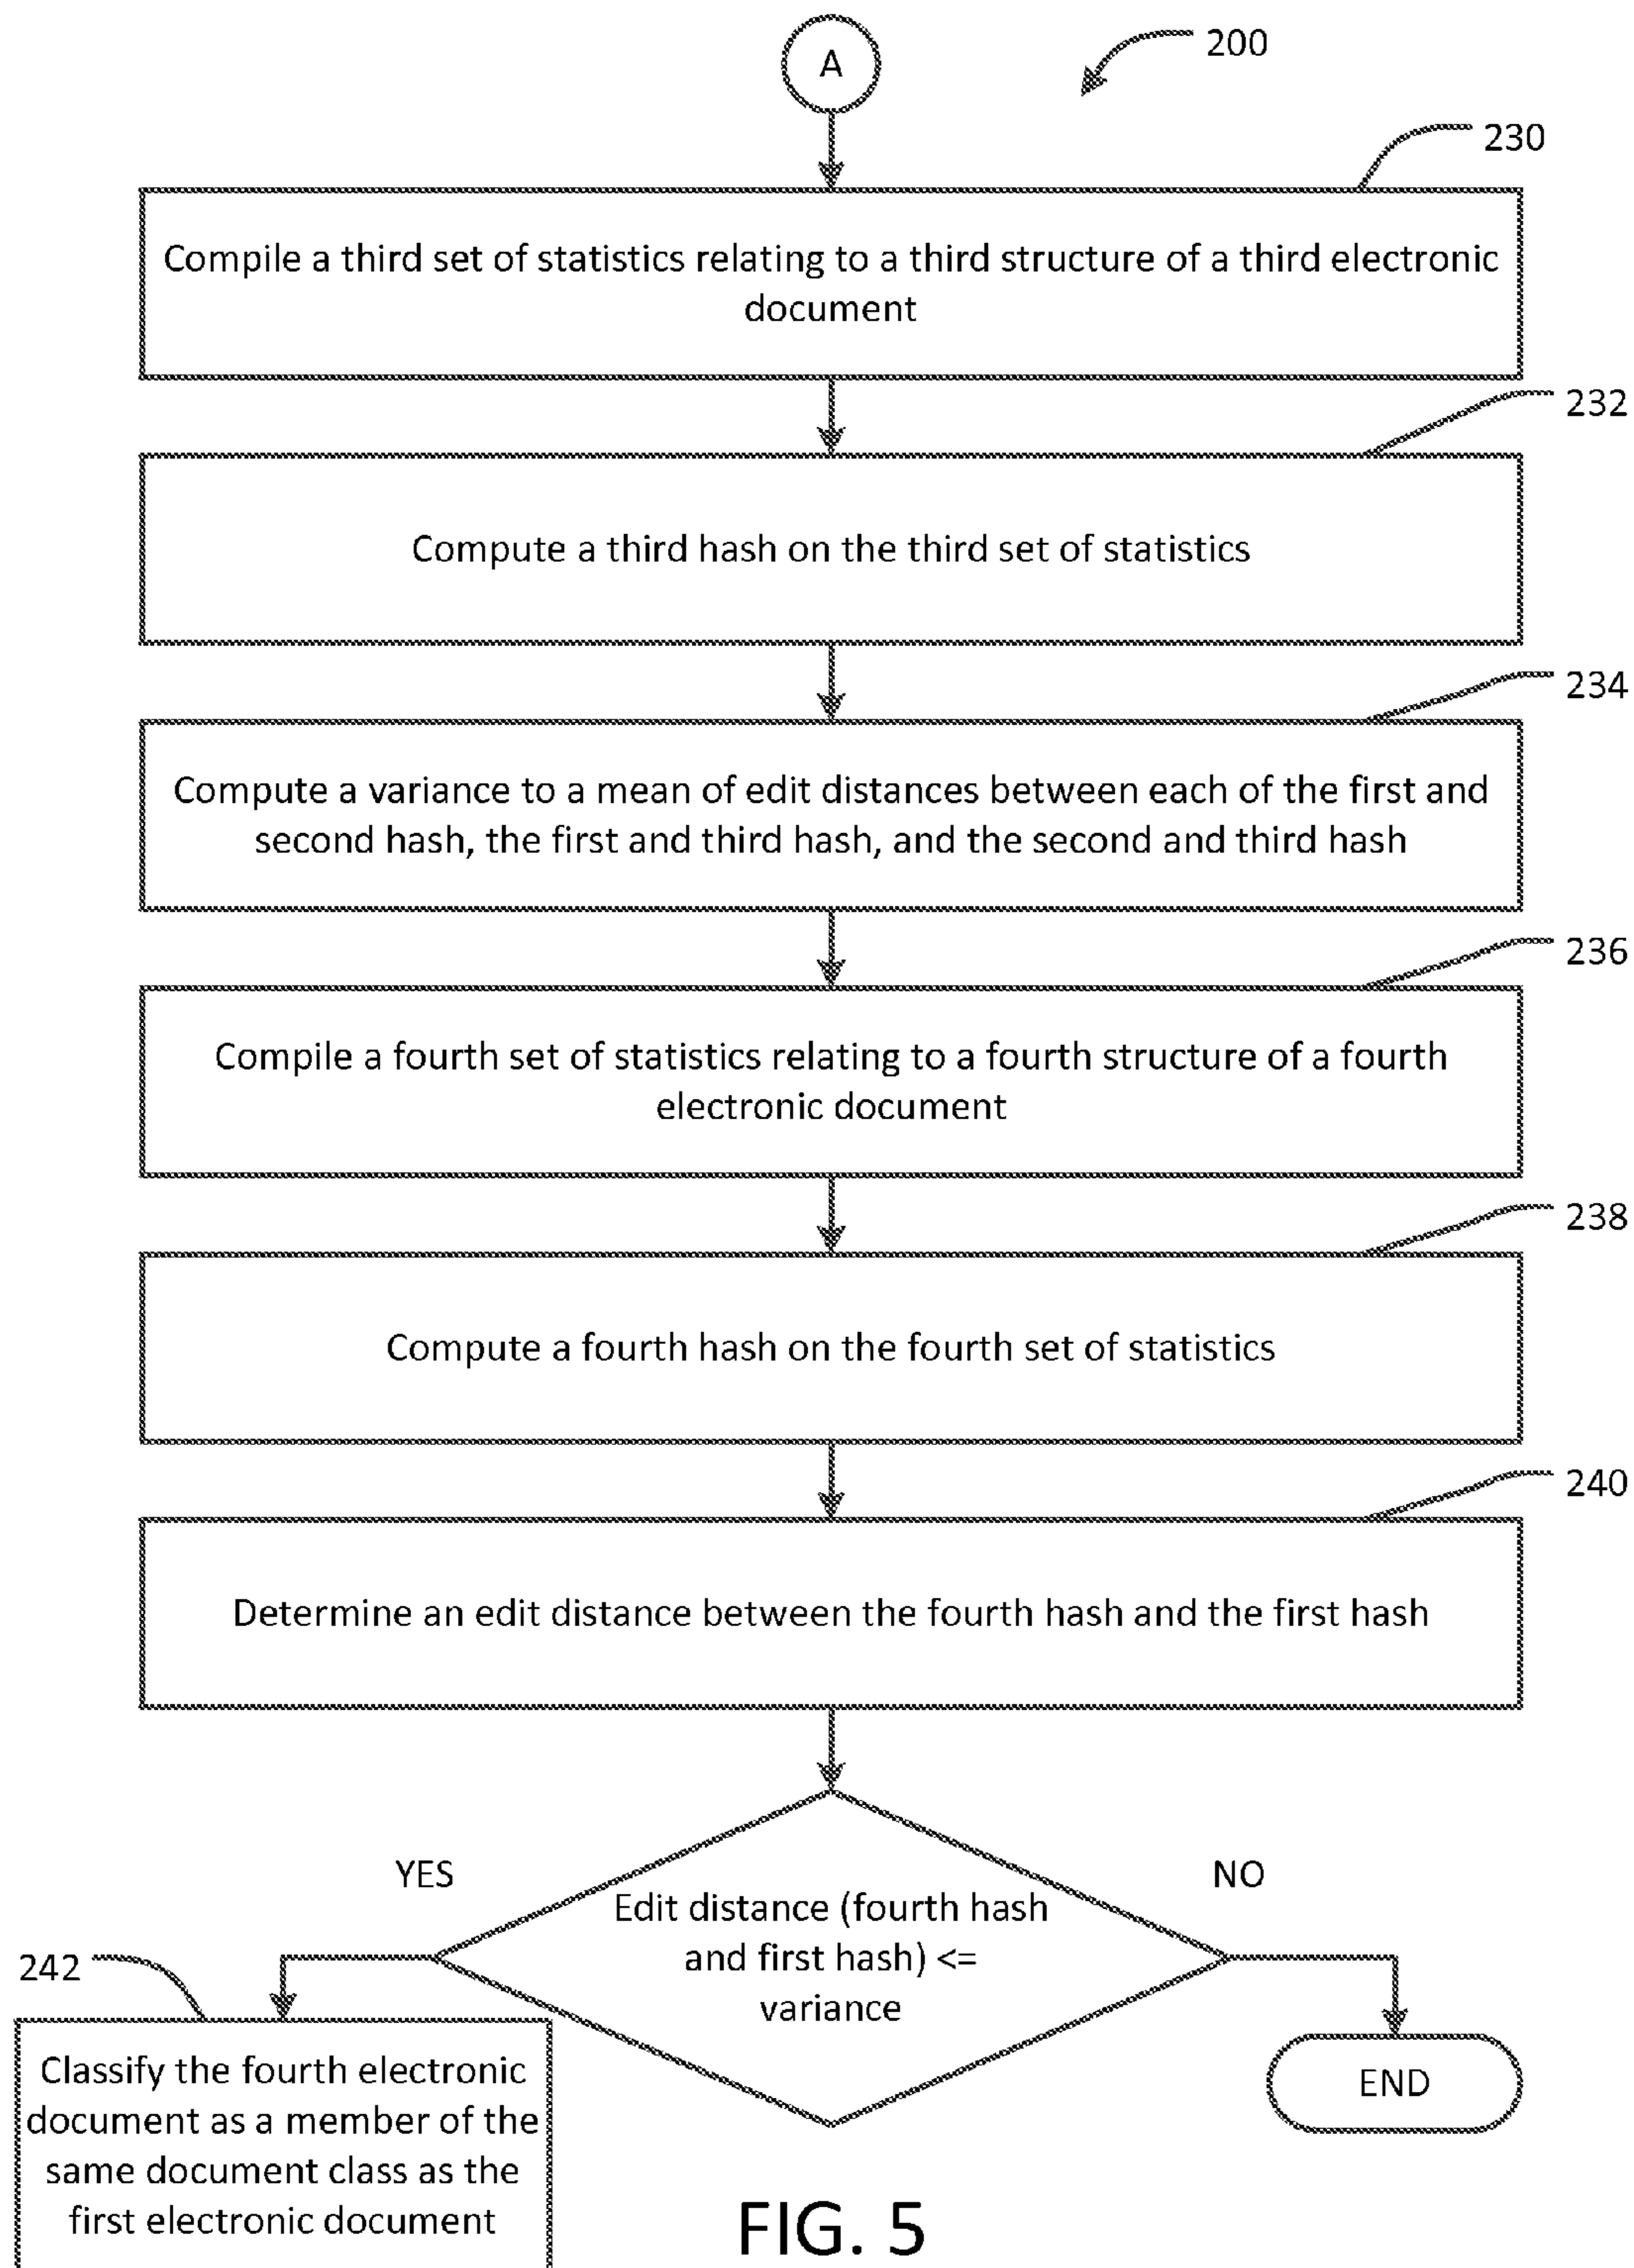 A
200
230
Compile a third set of statistics relating to a third structure of a third electronic
document
232
Compute a third hash on the third set of statistics
234
Compute a variance to a mean of edit distances between each of the first and
second hash, the first and third hash, and the second and third hash
236
Compile a fourth set of statistics relating to a fourth structure of a fourth
electronic document
238
Compute a fourth hash on the fourth set of statistics
240
Determine an edit distance between the fourth hash and the first hash
YES
NO
Edit distance (fourth hash
and first hash) <=
variance
242
Classify the fourth electronic
document as a member of the
same document class as the
first electronic document
END
FIG. 5